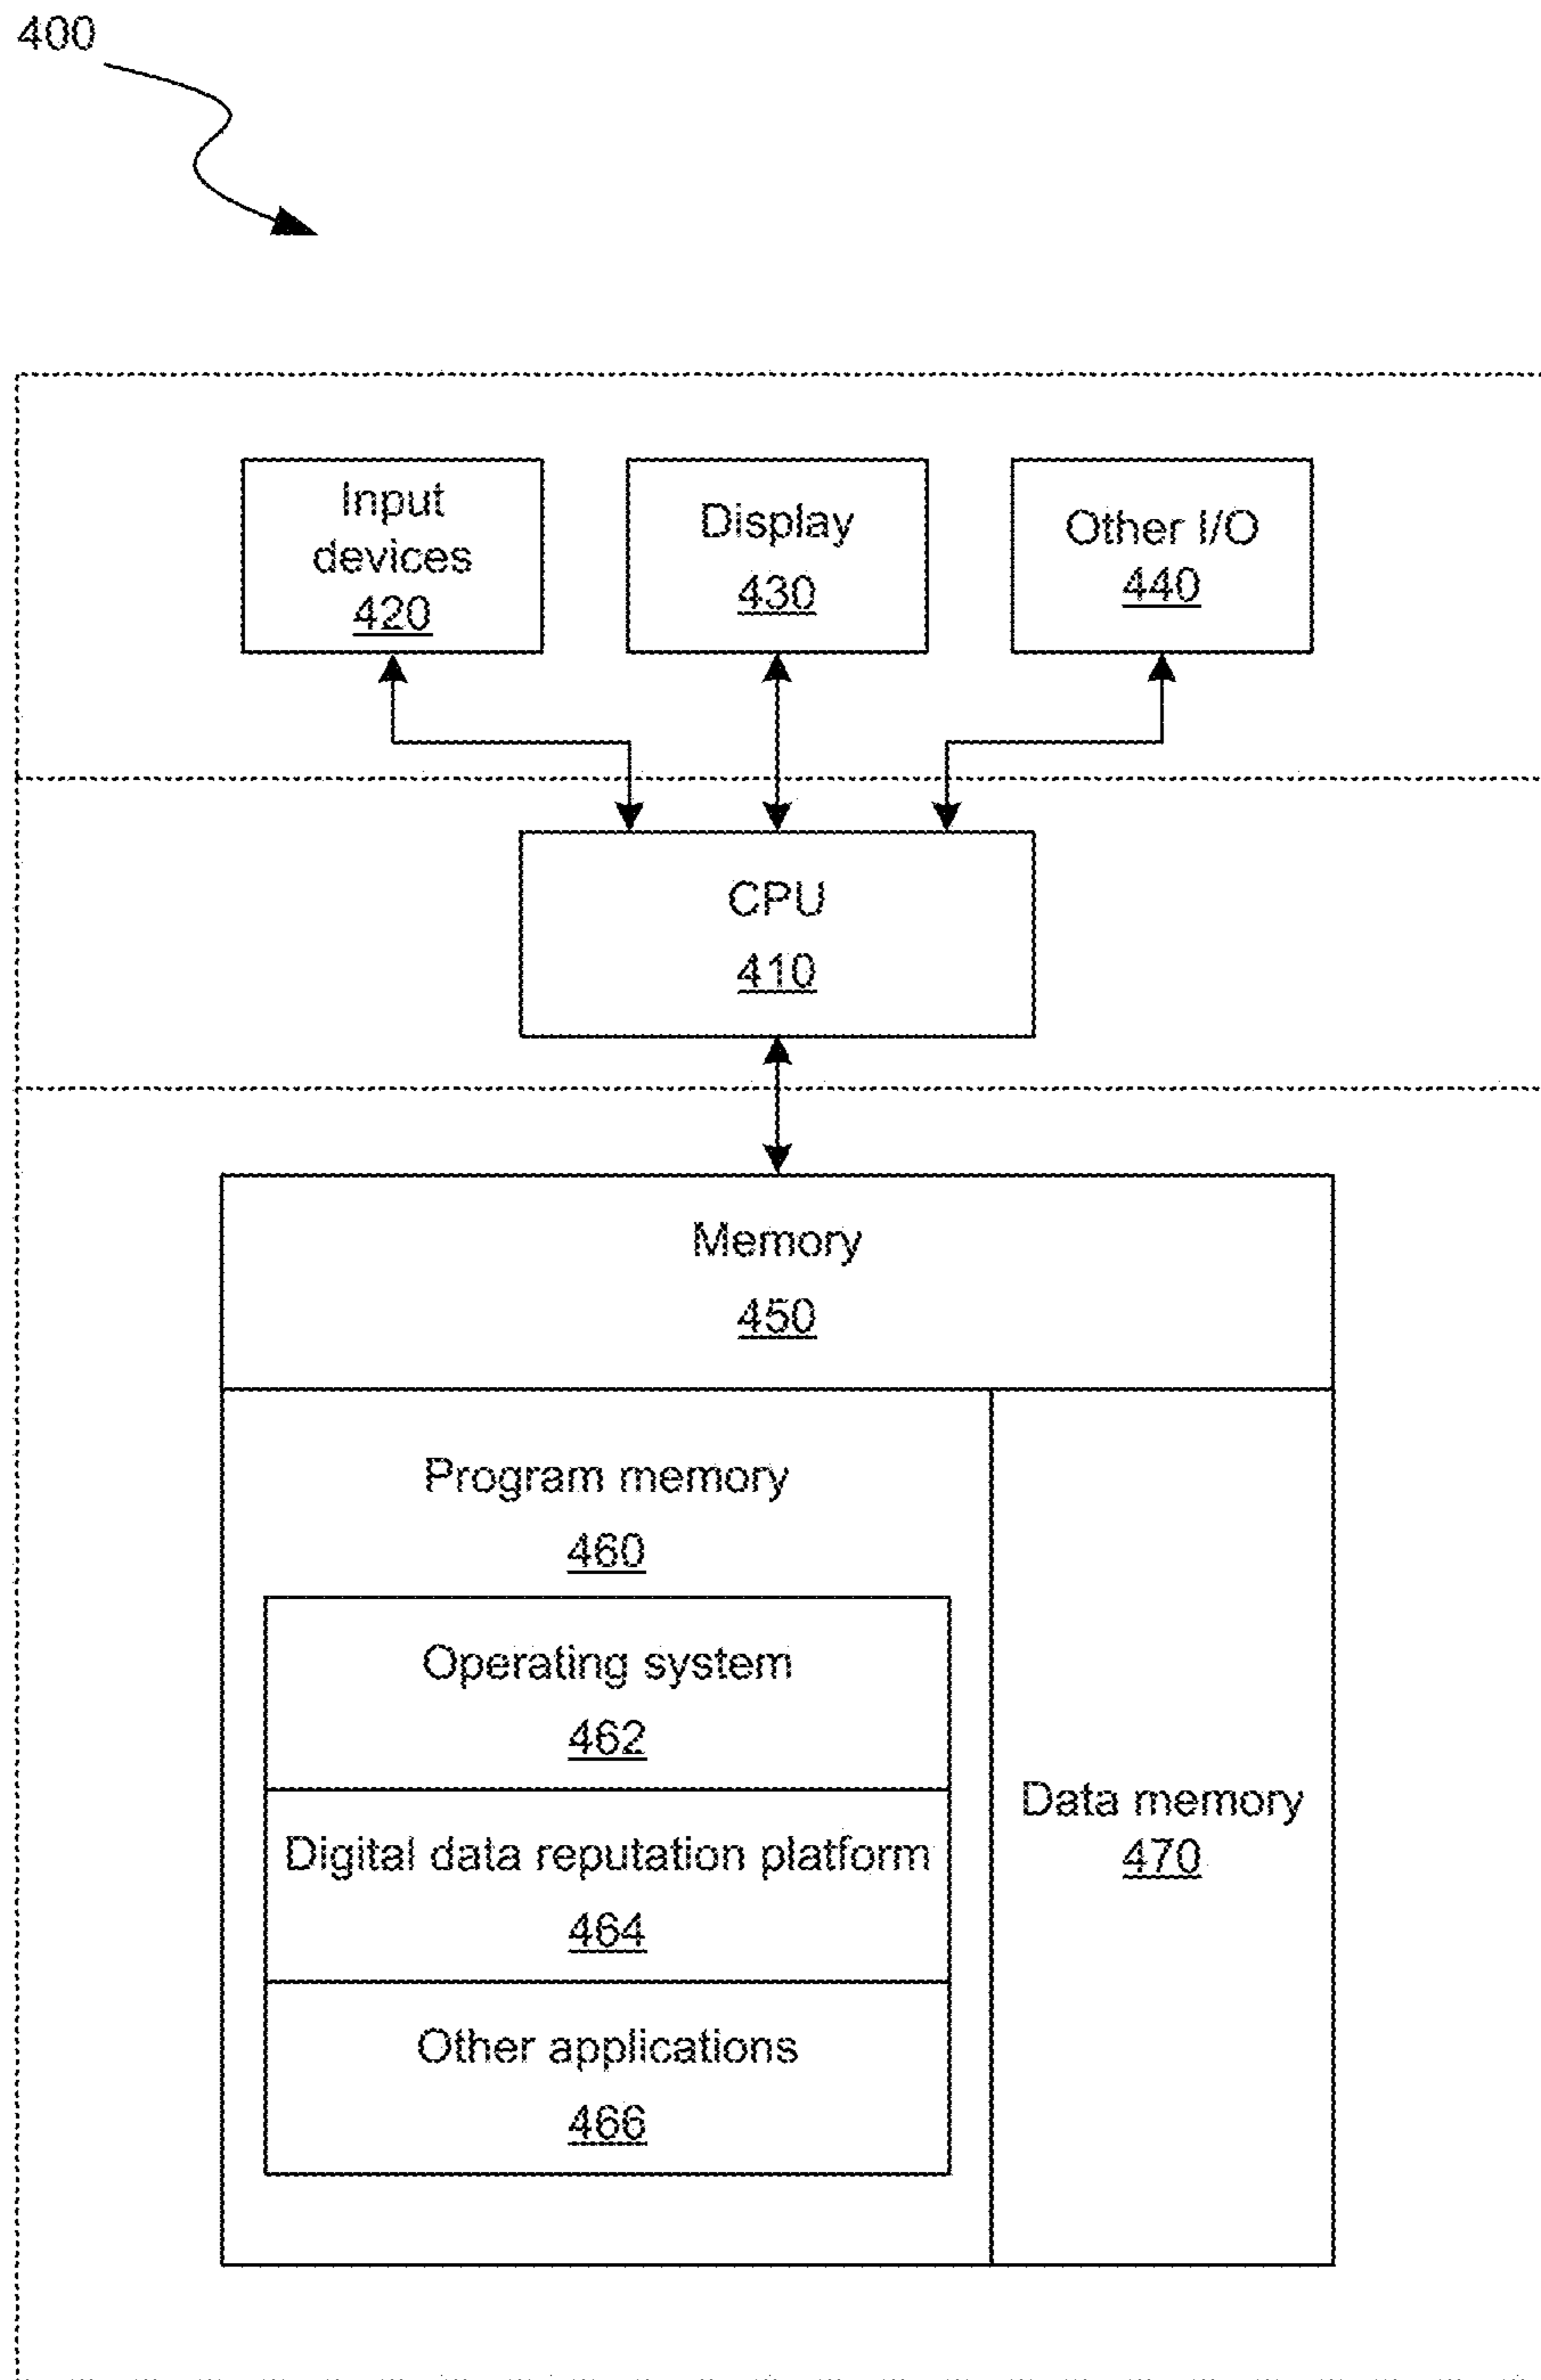 400
Input
devices
420
Display
430
Other I/O
440
CPU
410
Memory
450
Program memory
460
Operating system
462
Digital data reputation platform
464
Other applications
466
Data memory
470